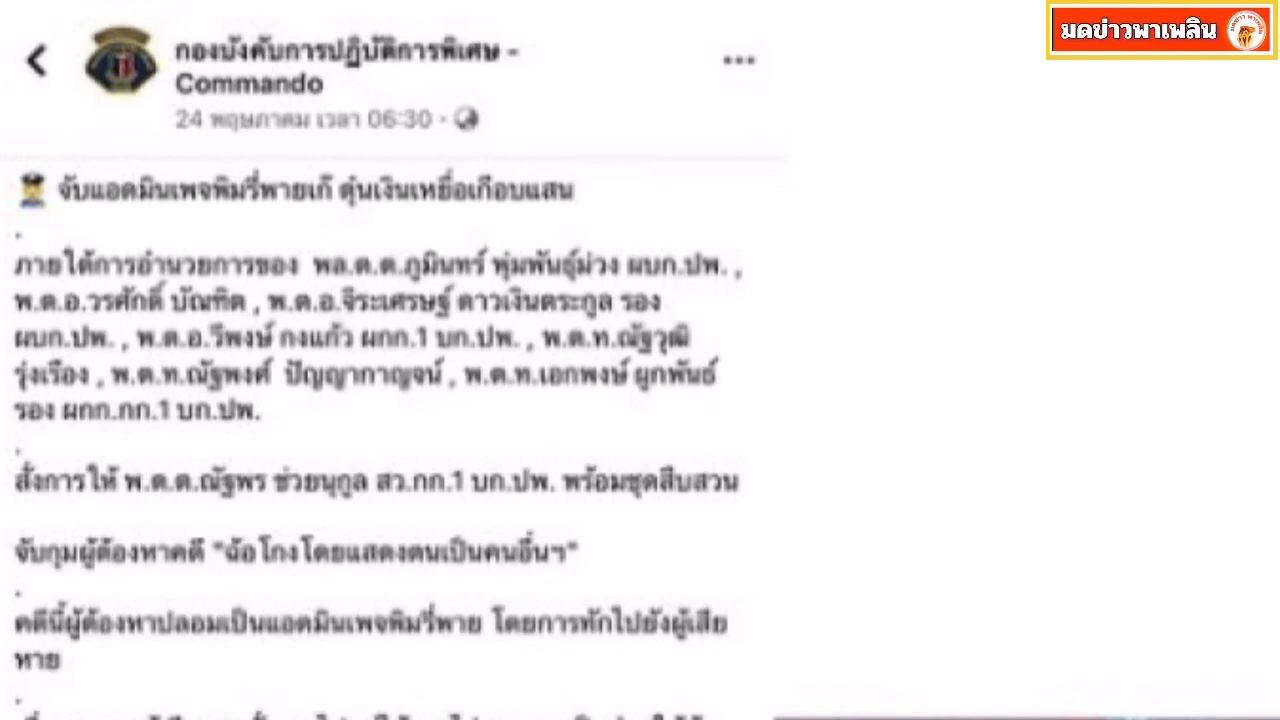 มดข่าวพาเพลิน
กองบังคับการปฏิบัติการพิเศษ -
Commando
24 พฤษภาคม เวลา 06:30 ·
จับแอดมินเพจพิมรี่พายเก๊ ตุ๋นเงินเหยื่อเกือบแสน
.
ภายใต้การอำนวยการของ พล.ต.ต.ภูมินทร์ พุ่มพันธุ์ม่วง ผบก.ปพ. ,
พ.ต.อ.วรศักดิ์ บัณฑิต , พ.ต.อ.จิระเศรษฐ์ ดาวเงินตระกูล รอง
ผบก.ปพ. , พ.ต.อ.วีพงษ์ กงแก้ว ผกก.1 บก.ปพ. , พ.ต.ท.ณัฐวุฒิ
รุ่งเรือง , พ.ต.ท.ณัฐพงศ์ ปัญญากาญจน์ , พ.ต.ท.เอกพงษ์ ผูกพันธ์
รอง ผกก.กก.1 บก.ปพ.
.
สั่งการให้ พ.ต.ต.ณัฐพร ช่วยนุกูล สว.กก.1 บก.ปพ. พร้อมชุดสืบสวน
จับกุมผู้ต้องหาคดี "ฉ้อโกงโดยแสดงตนเป็นคนอื่นฯ"
.
คดีนี้ผู้ต้องหาปลอมเป็นแอดมินเพจพิมรี่พาย โดยการทักไปยังผู้เสีย
หาย
.